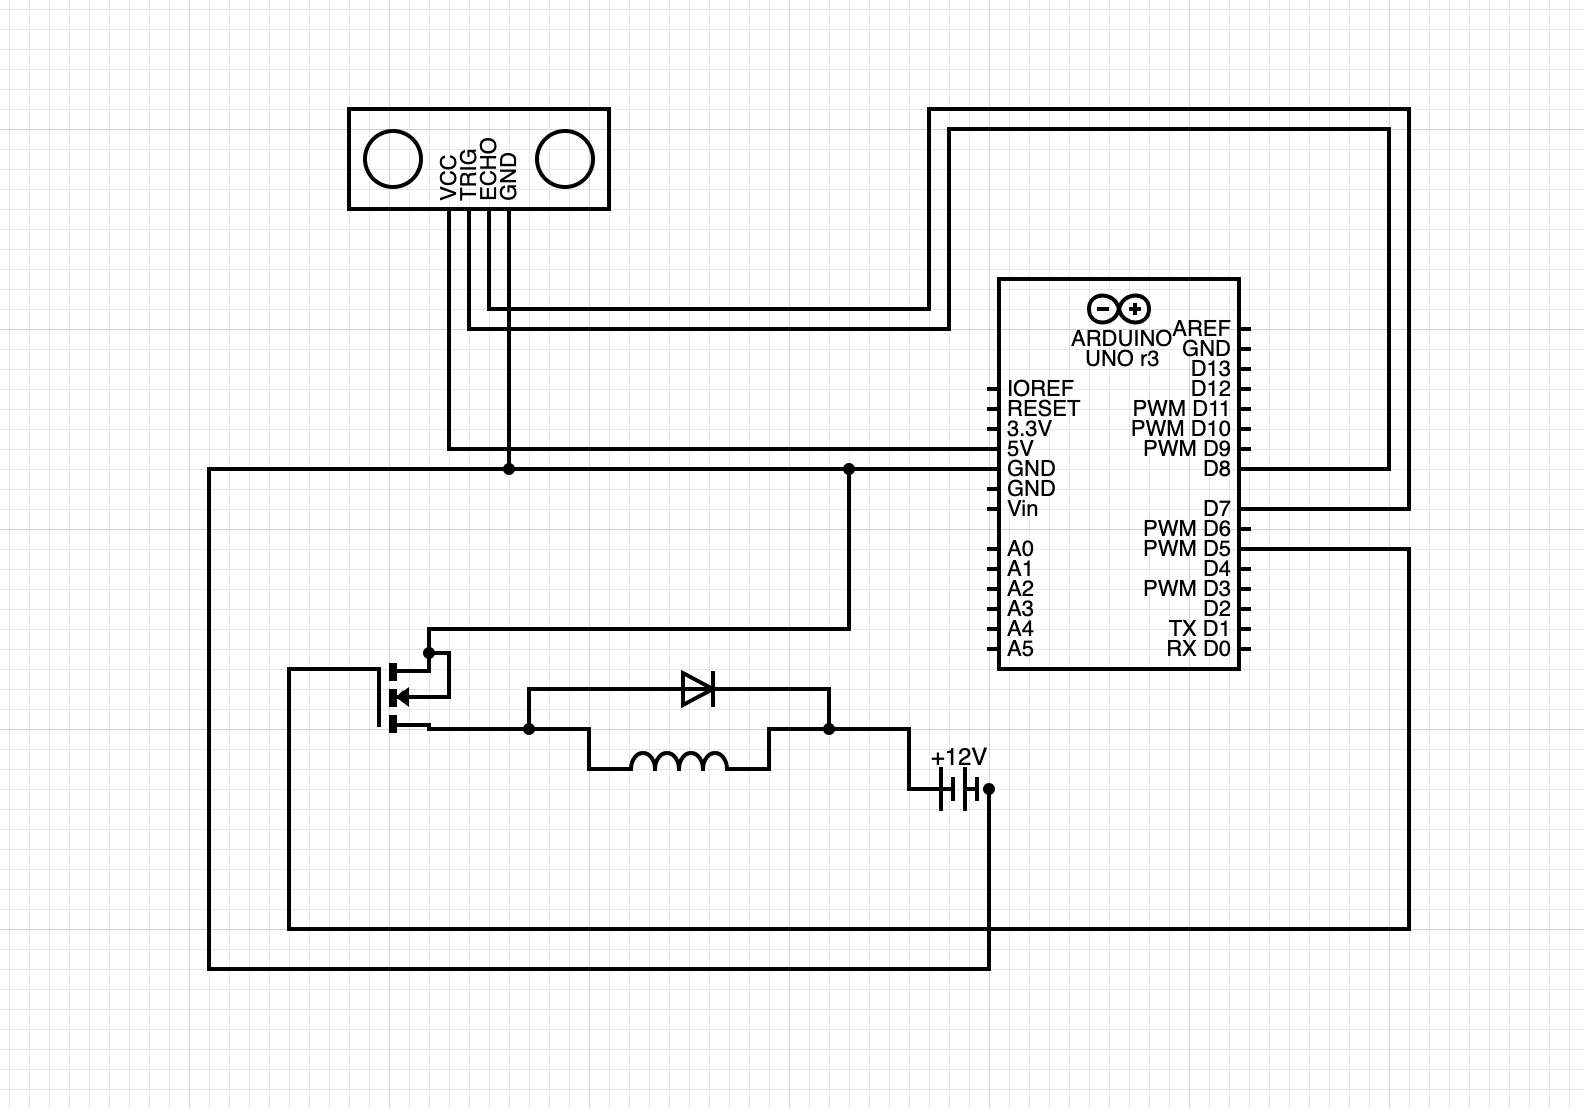 VCC
TRIG
ECHO
GND
ARDUINO
UNO r3
IOREF
RESET
3.3V
5V
GND
GND
Vin
A0
A1
A2
A3
A4
A5
AREF
GND
D13
D12
PWM D11
PWM D10
PWM D9
D8
D7
PWM D6
PWM D5
D4
PWM D3
D2
TX D1
RX D0
+12V